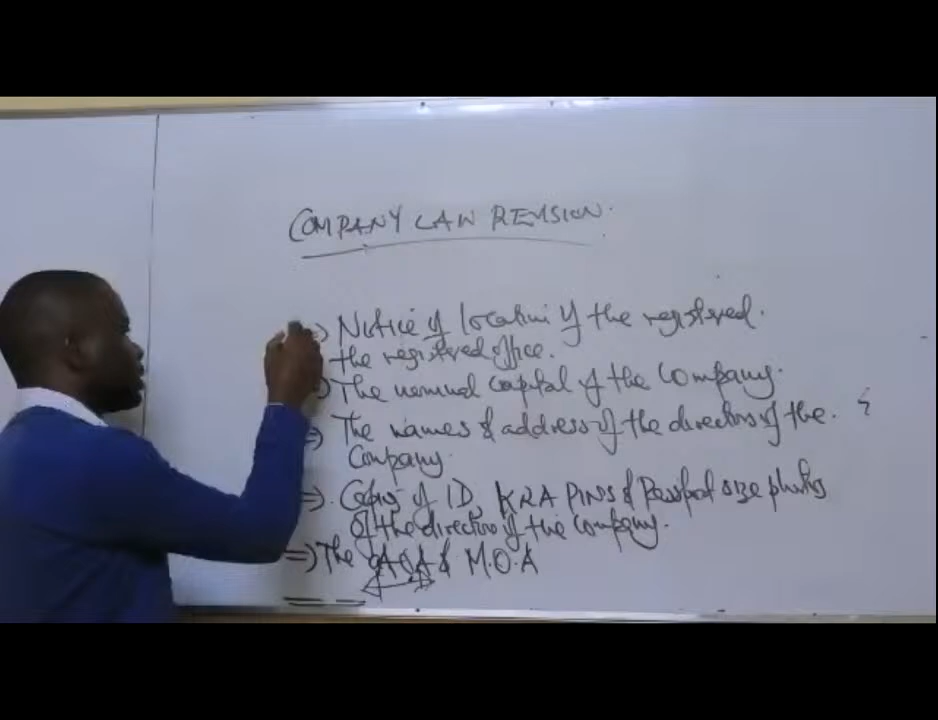 COMPANY LAW REVISION.
=> Notice of location of the registered.
the registered office.
=> The nominal capital of the Company.
=> The names & address of the directors of the.
Company.
=>. Copies of ID, KRA PINS & Passport size photos
of the directors of the company.
=> The AOA & M.O.A